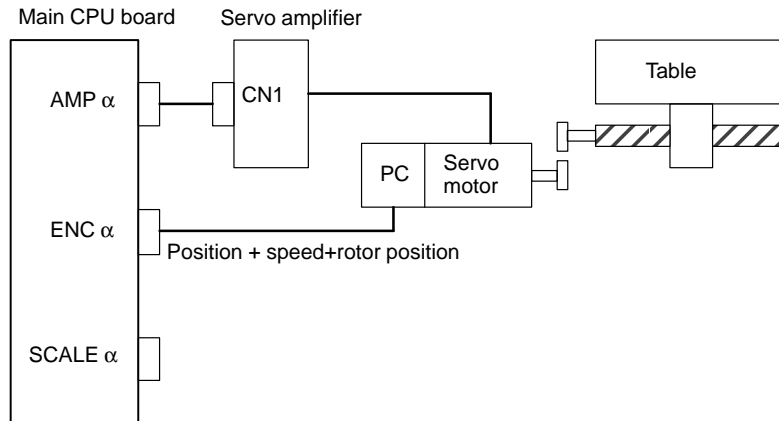 Main CPU board
Servo amplifier
AMP α
CN1
Table
PC
Servo
motor
ENC α
Position + speed+rotor position
SCALE α